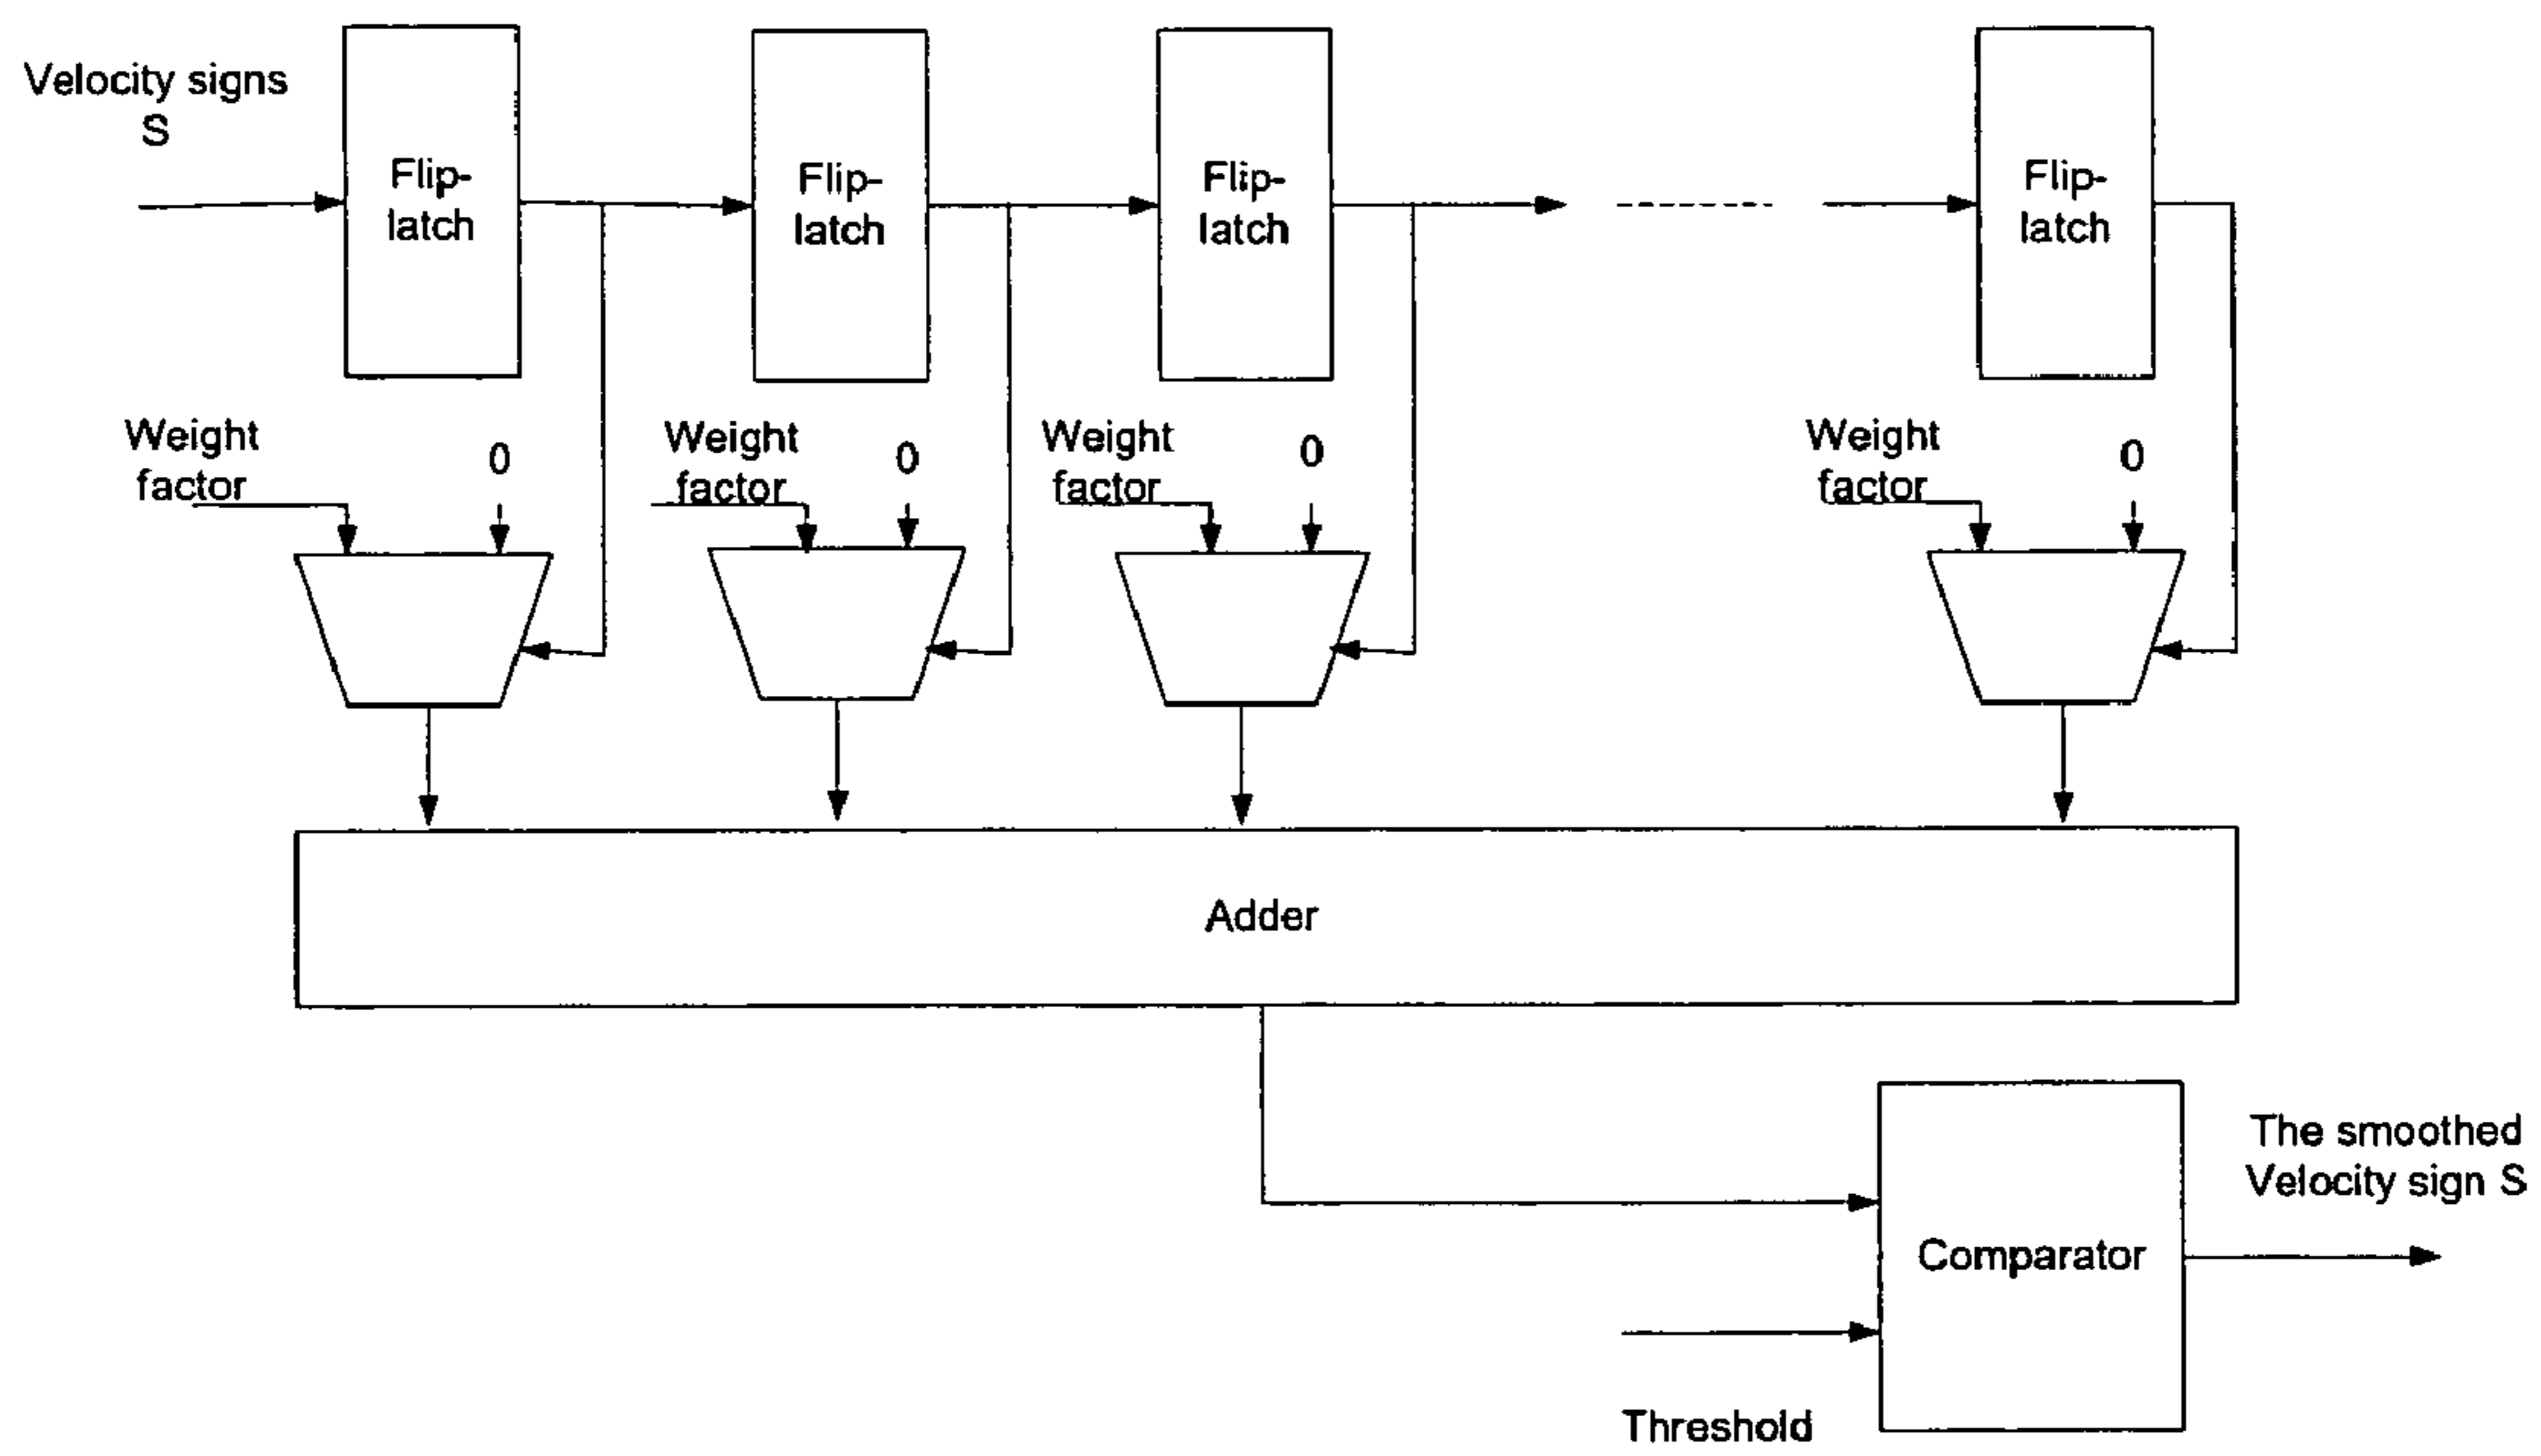 Velocity signs
S
Flip-
latch
Flip-
latch
Flip-
latch
Flip-
latch
Weight
factor
0
Weight
factor
0
Weight
factor
0
Weight
factor
0
Adder
Comparator
The smoothed
Velocity sign S
Threshold